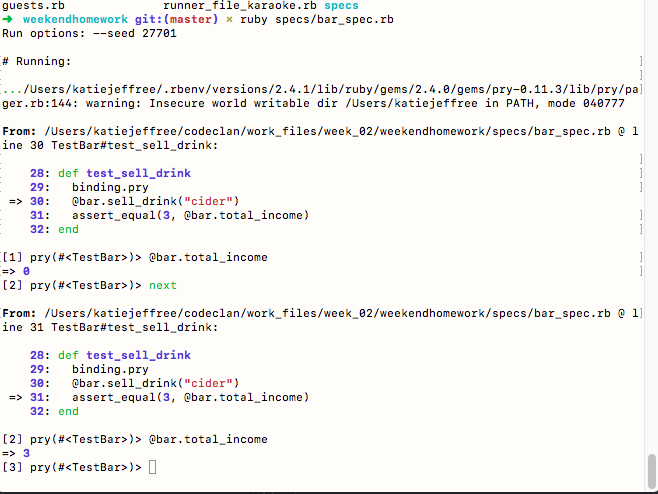 guests.rb runner_file_karaoke.rb specs
➜ weekendhomework git:(master) ✗ ruby specs/bar_spec.rb
Run options: --seed 27701
# Running:
.../Users/katiejeffree/.rbenv/versions/2.4.1/lib/ruby/gems/2.4.0/gems/pry-0.11.3/lib/pry/pa
ger.rb:144: warning: Insecure world writable dir /Users/katiejeffree in PATH, mode 040777
From: /Users/katiejeffree/codeclan/work_files/week_02/weekendhomework/specs/bar_spec.rb @ l
ine 30 TestBar#test_sell_drink:
28: def test_sell_drink
29: binding.pry
=> 30: @bar.sell_drink("cider")
31: assert_equal(3, @bar.total_income)
32: end
[1] pry(#<TestBar>)> @bar.total_income
=> 0
[2] pry(#<TestBar>)> next
From: /Users/katiejeffree/codeclan/work_files/week_02/weekendhomework/specs/bar_spec.rb @ l
ine 31 TestBar#test_sell_drink:
28: def test_sell_drink
29: binding.pry
30: @bar.sell_drink("cider")
=> 31: assert_equal(3, @bar.total_income)
32: end
[2] pry(#<TestBar>)> @bar.total_income
=> 3
[3] pry(#<TestBar>)>